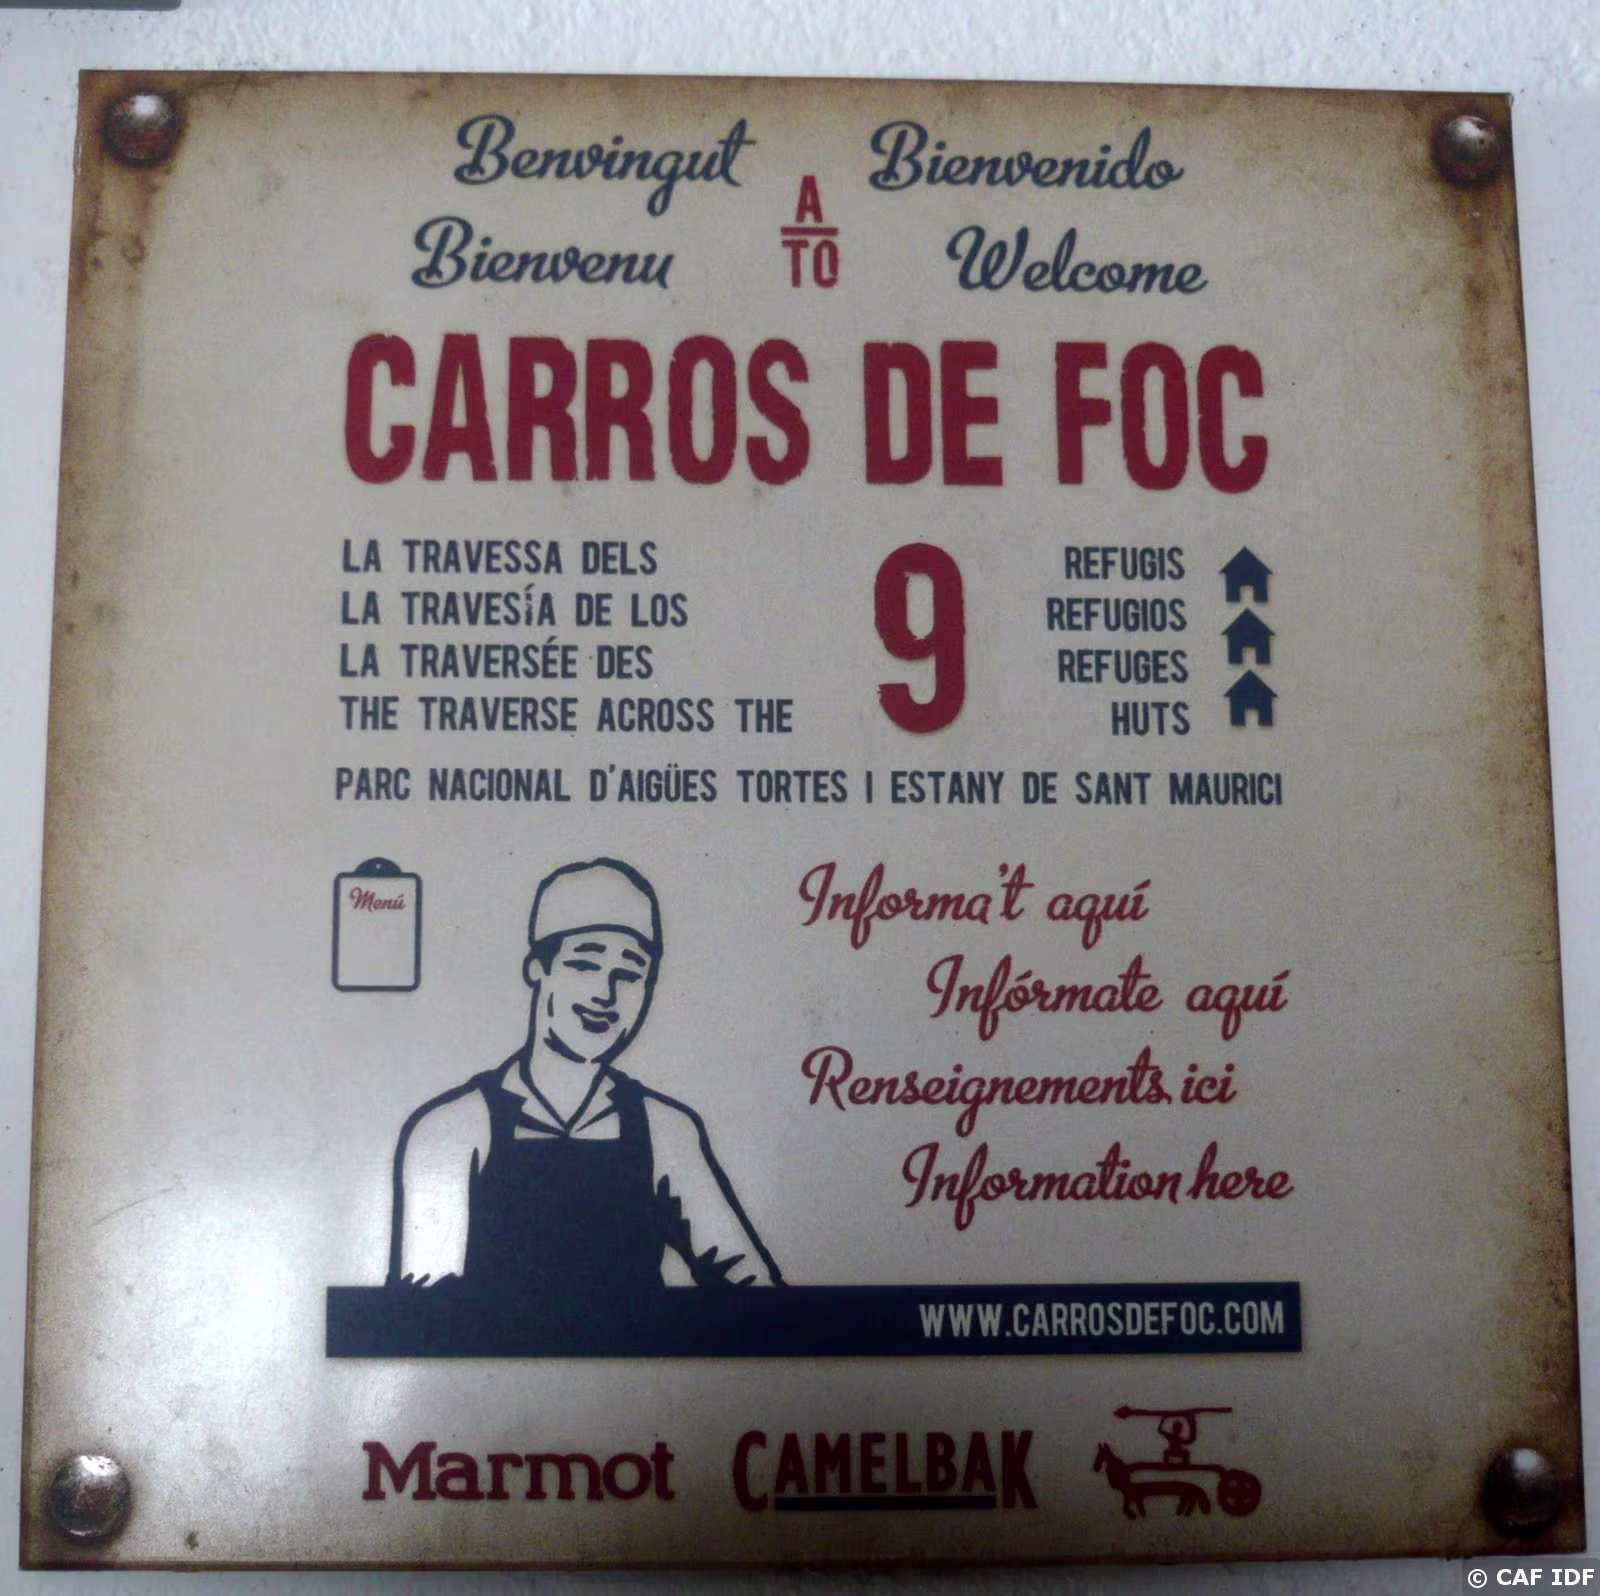 Benvingut A Bienvenido
Bienvenu TO Welcome
CARROS DE FOC
LA TRAVESSA DELS 9 REFUGIS
LA TRAVESÍA DE LOS REFUGIOS
LA TRAVERSÉE DES REFUGES
THE TRAVERSE ACROSS THE HUTS
PARC NACIONAL D'AIGÜES TORTES I ESTANY DE SANT MAURICI
Menú
Informa't aquí
Infórmate aquí
Renseignements ici
Information here
WWW.CARROSDEFOC.COM
Marmot CAMELBAK
© CAF IDF